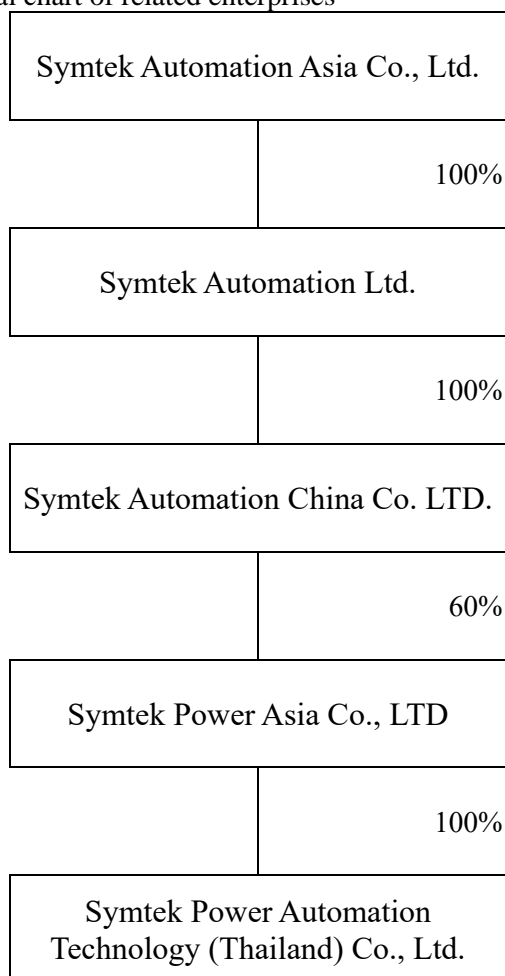 chart of related enterprises
Symtek Automation Asia Co., Ltd.
100%
Symtek Automation Ltd.
100%
Symtek Automation China Co. LTD.
60%
Symtek Power Asia Co., LTD
100%
Symtek Power Automation
Technology (Thailand) Co., Ltd.